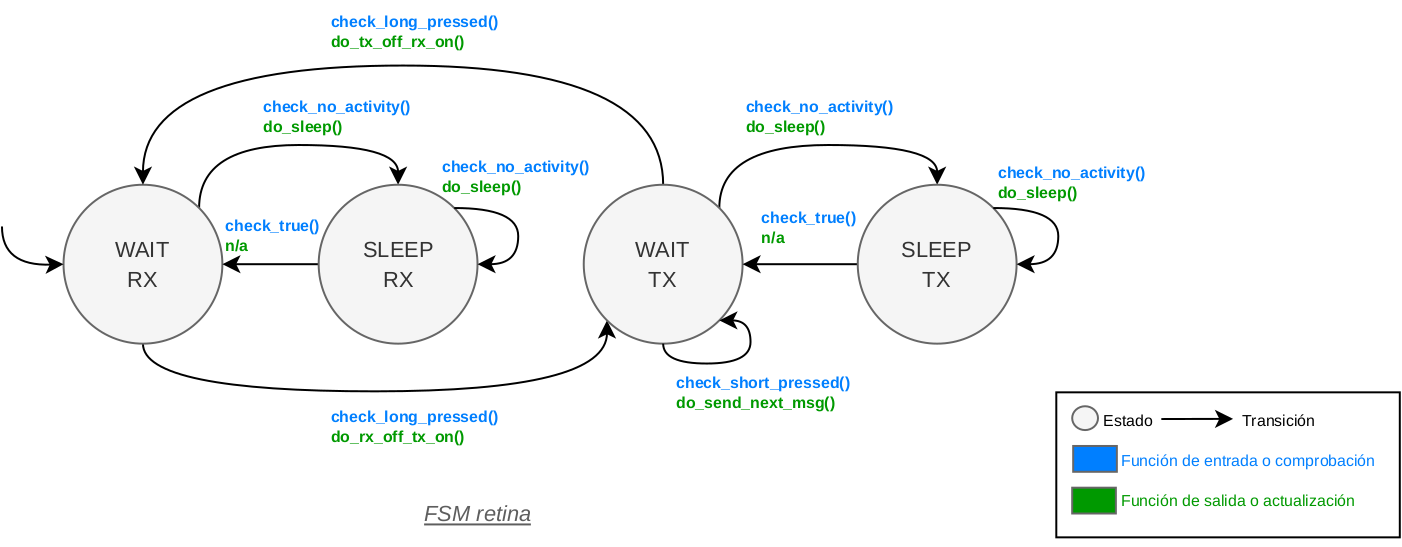 check_long_pressed()
do_tx_off_rx_on()
check_no_activity()
do_sleep()
check_no_activity()
do_sleep()
check_no_activity()
do_sleep()
check_no_activity()
do_sleep()
check_true()
n/a
check_true()
n/a
WAIT
RX
SLEEP
RX
WAIT
TX
SLEEP
TX
check_short_pressed()
do_send_next_msg()
check_long_pressed()
do_rx_off_tx_on()
Estado
Transición
Función de entrada o comprobación
Función de salida o actualización
FSM retina